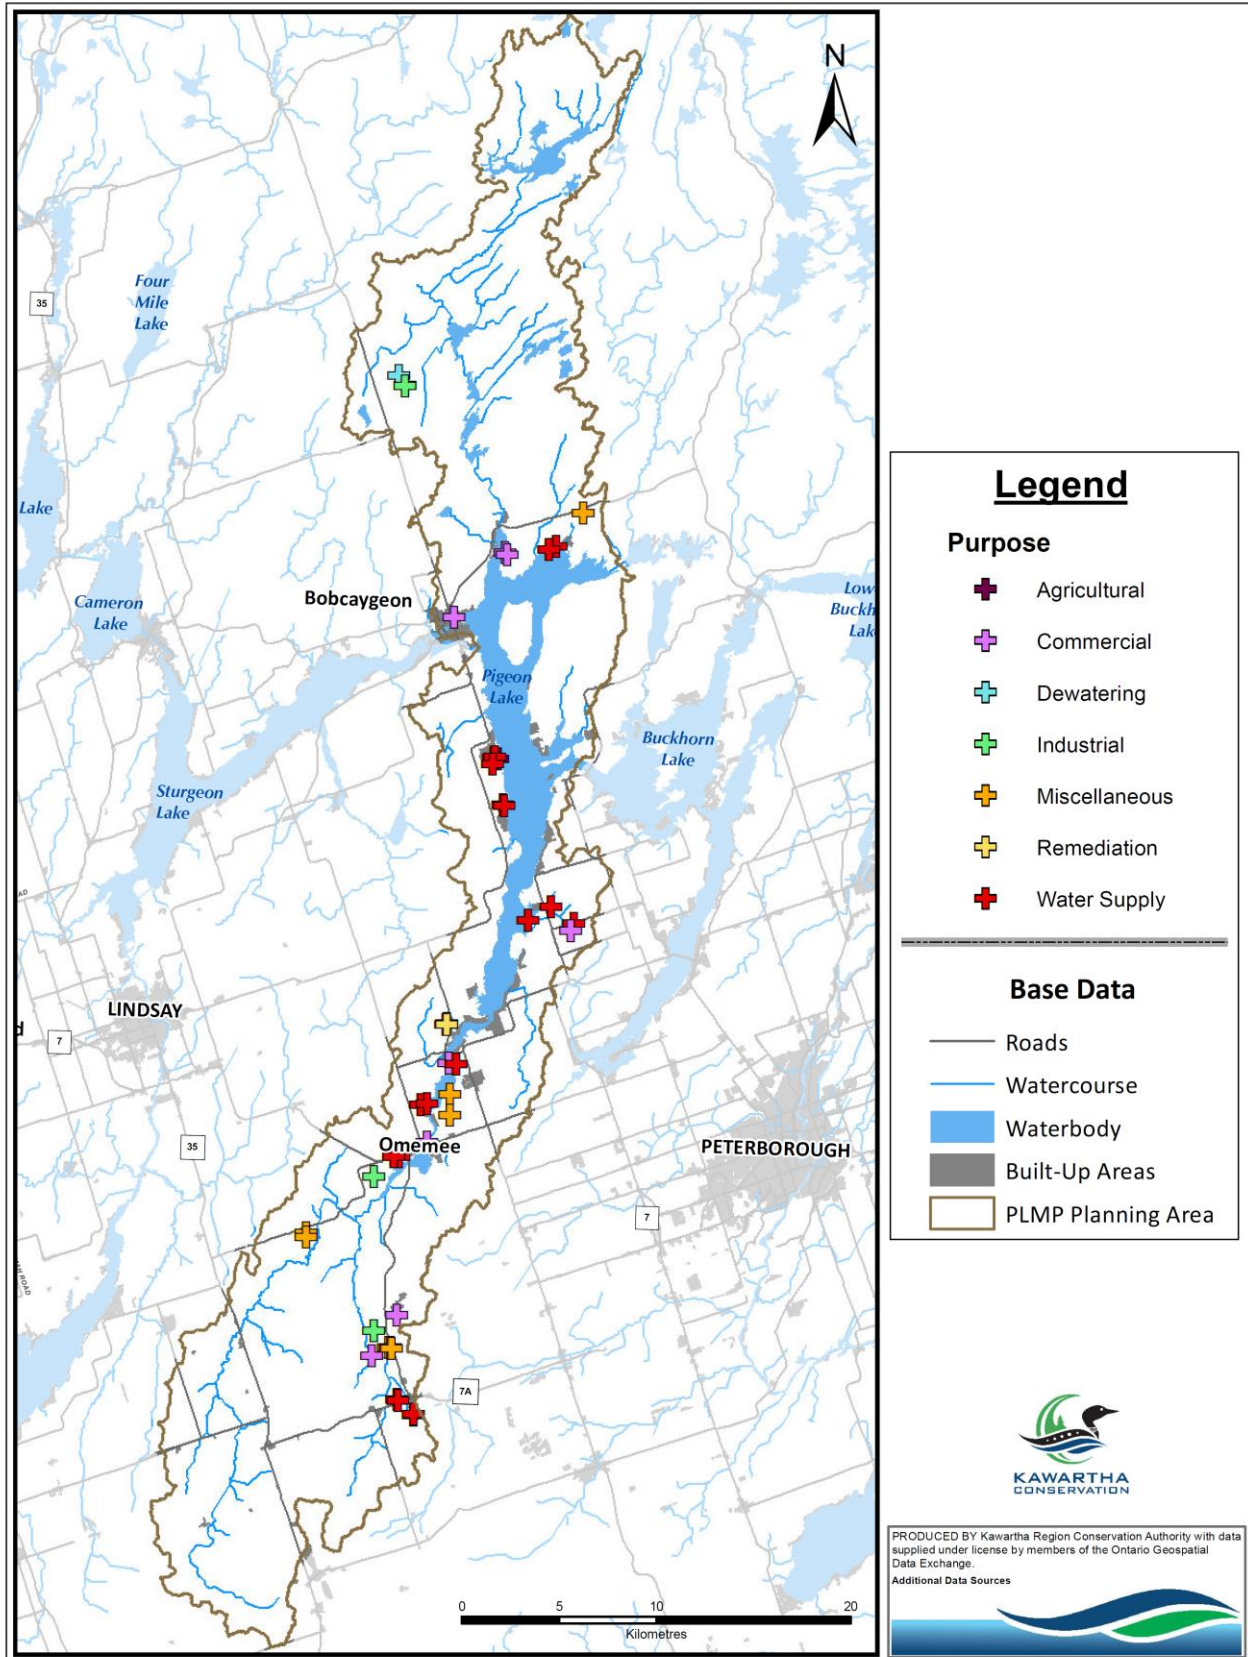 N
Four
Mile
Lake
35
Lake
Cameron
Lake
Bobcaygeon
Low
Buckh
Lak
Pigeon
Lake
Buckhorn
Lake
Sturgeon
Lake
LINDSAY
d
7
35
Omemee
PETERBOROUGH
7
7A
0 5 10 20
Kilometres
Legend
Purpose
Agricultural
Commercial
Dewatering
Industrial
Miscellaneous
Remediation
Water Supply
Base Data
Roads
Watercourse
Waterbody
Built-Up Areas
PLMP Planning Area
KAWARTHA
CONSERVATION
PRODUCED BY Kawartha Region Conservation Authority with data
supplied under license by members of the Ontario Geospatial
Data Exchange.
Additional Data Sources